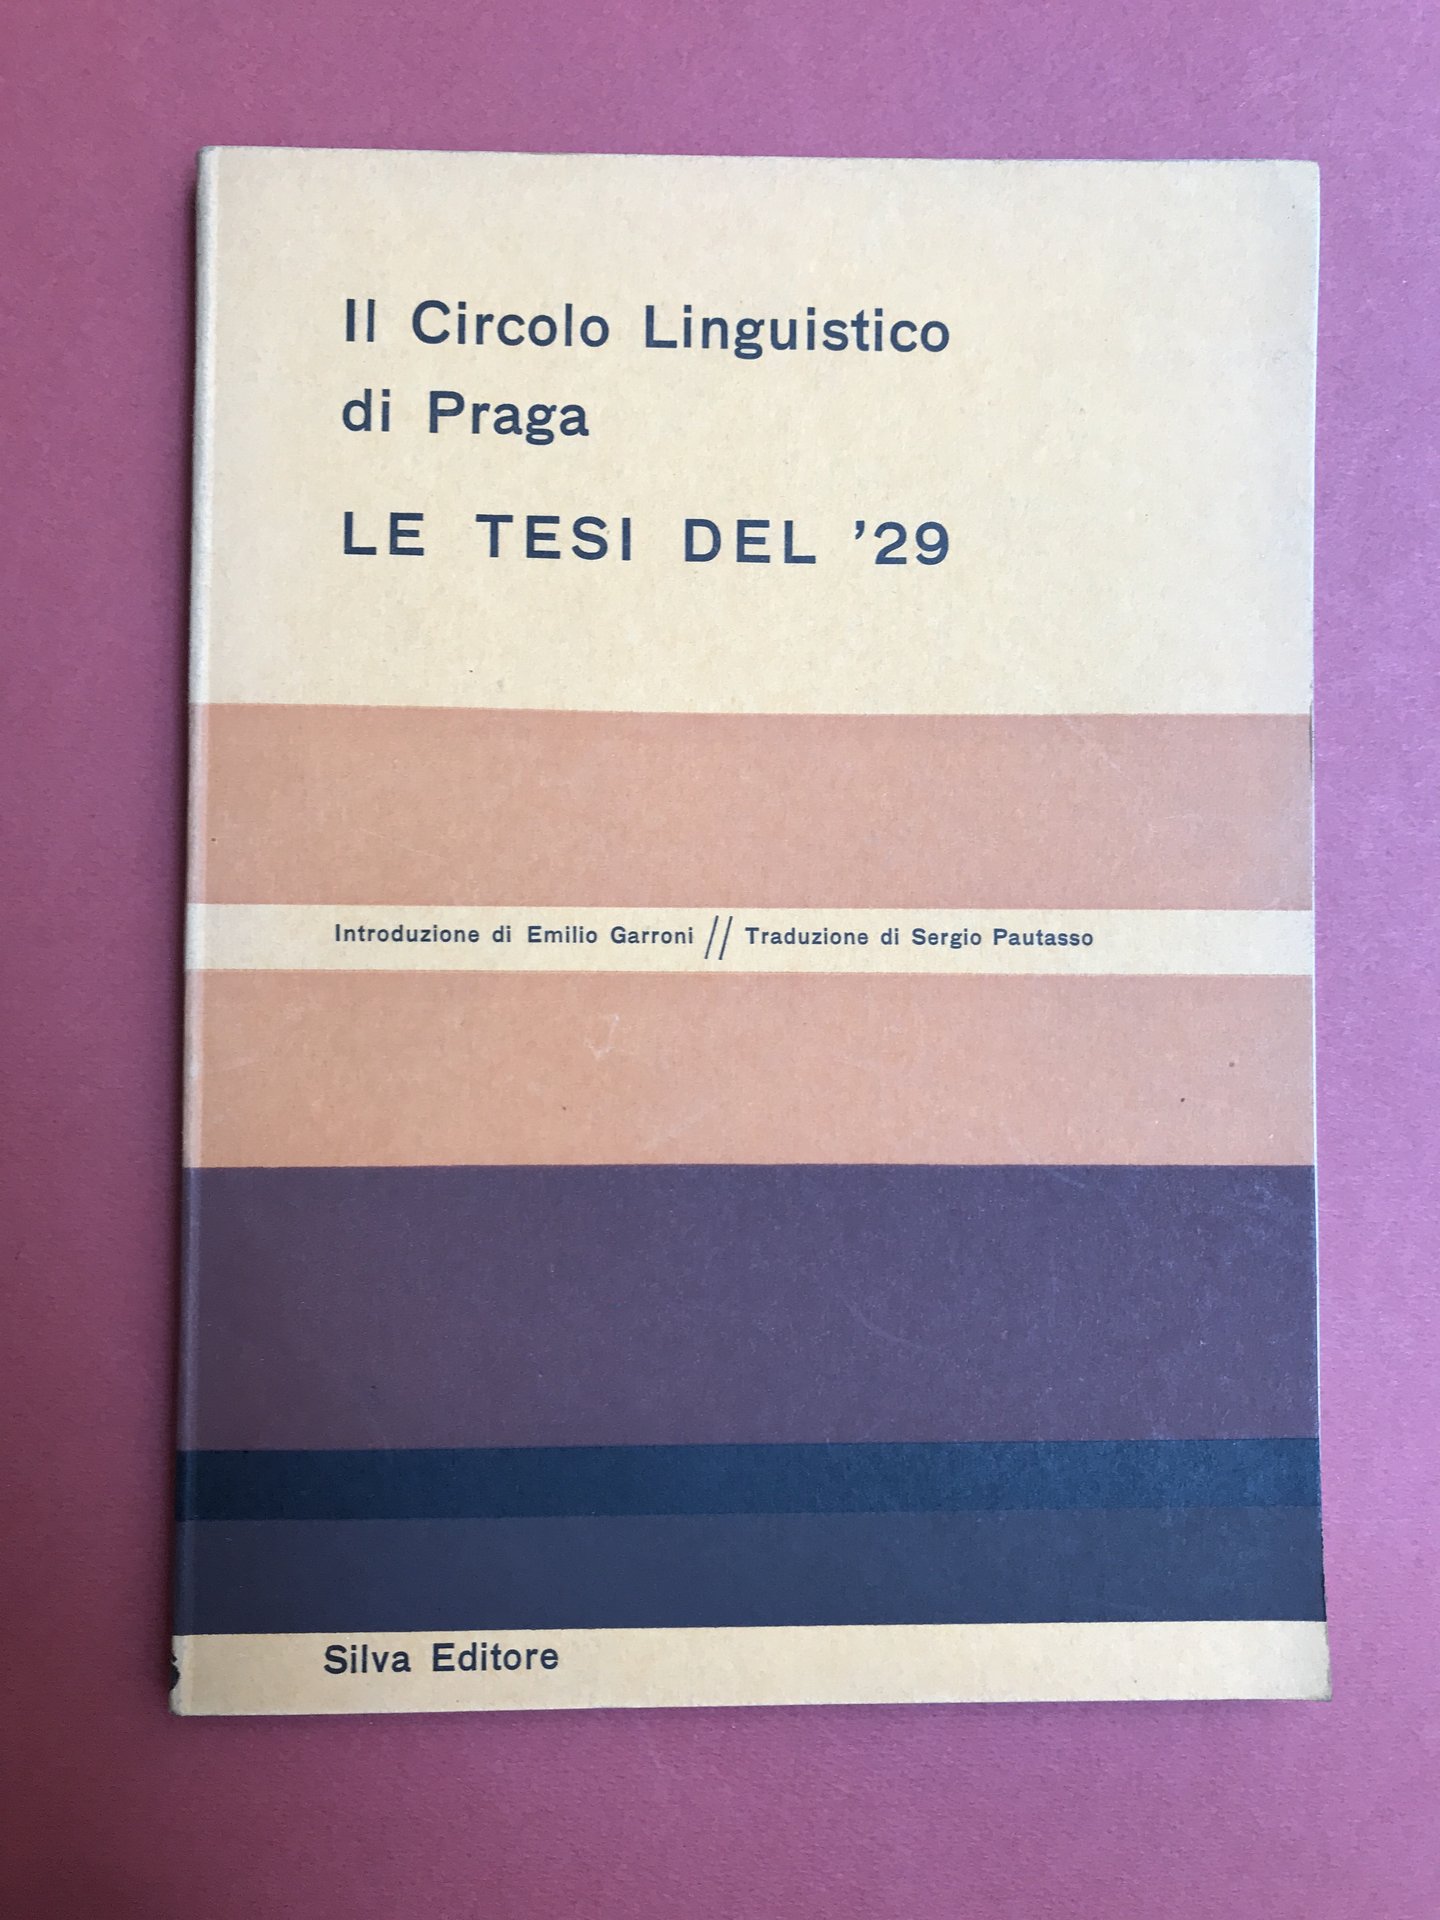 Il Circolo Linguistico
di Praga
LE TESI DEL ’29
Introduzione di Emilio Garroni // Traduzione di Sergio Pautasso
Silva Editore